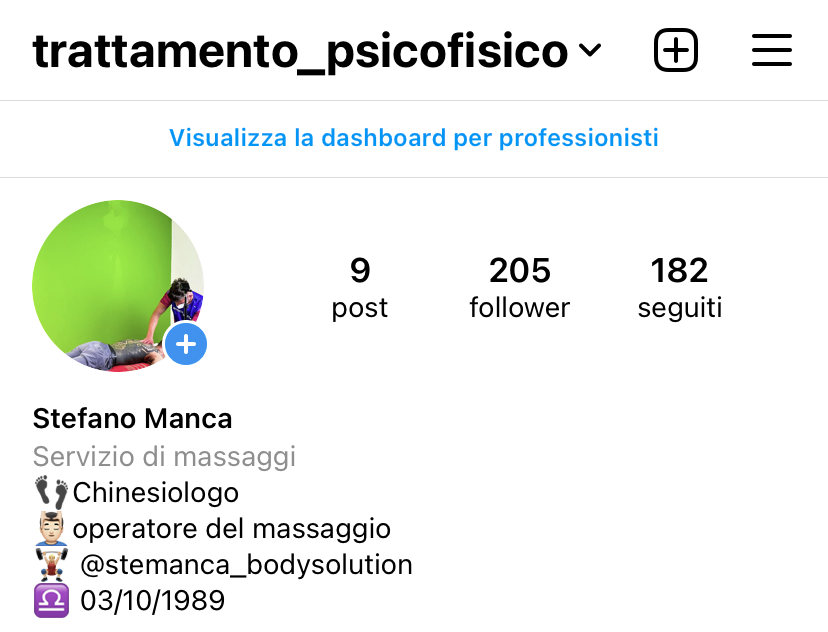 trattamento_psicofisico
Visualizza la dashboard per professionisti
9 205 182
post follower seguiti
Stefano Manca
Servizio di massaggi
👣Chinesiologo
💆🏻‍♂️operatore del massaggio
🏋🏼 @stemanca_bodysolution
♎ 03/10/1989